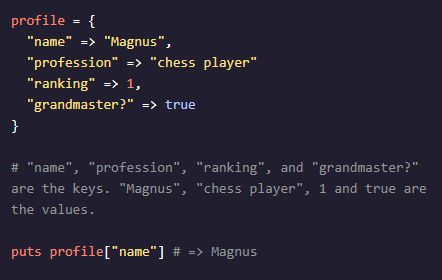 profile = {
  "name" => "Magnus",
  "profession" => "chess player"
  "ranking" => 1,
  "grandmaster?" => true
}

# "name", "profession", "ranking", and "grandmaster?"
are the keys. "Magnus", "chess player", 1 and true are
the values.

puts profile["name"] # => Magnus